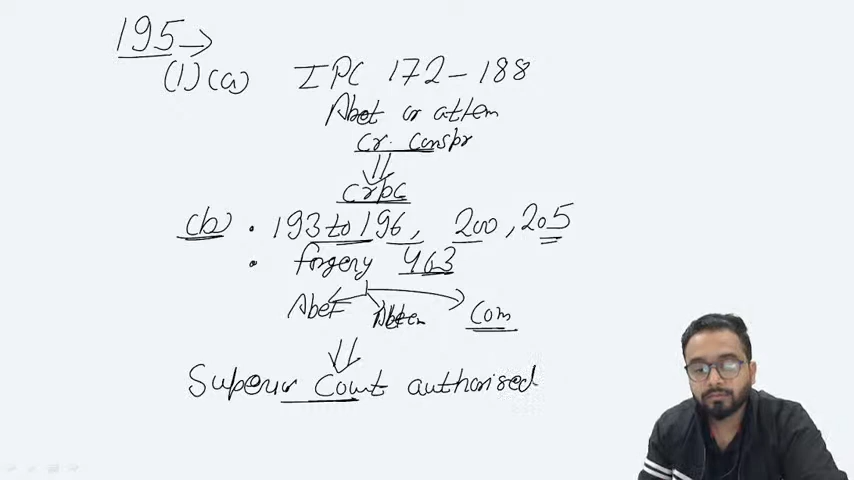 195 →
(1) (a) IPC 172 - 188
Abet or attem
Cr. Conspr
Crpc
(b) • 193 to 196, 200, 205
• forgery 463
Abet Attem Com
Superior Court authorised